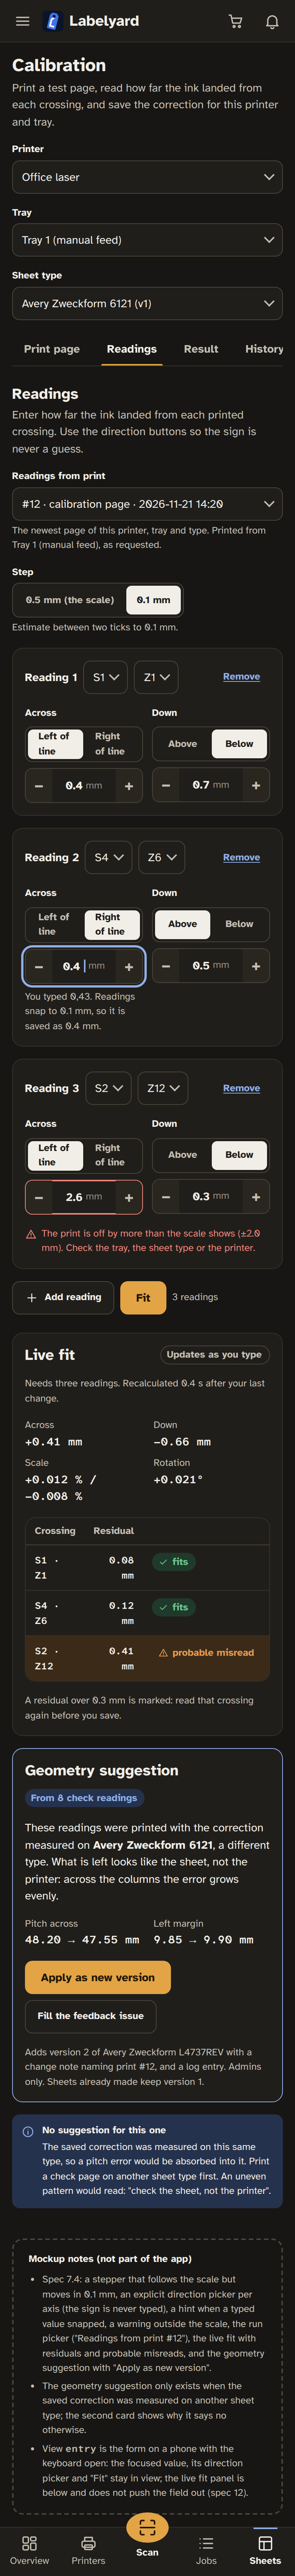 Labelyard
Calibration
Print a test page, read how far the ink landed from
each crossing, and save the correction for this printer
and tray.
Printer
Office laser
Tray
Tray 1 (manual feed)
Sheet type
Avery Zweckform 6121 (v1)
Print page Readings Result History
Readings
Enter how far the ink landed from each printed
crossing. Use the direction buttons so the sign is
never a guess.
Readings from print
#12 · calibration page · 2026-11-21 14:20
The newest page of this printer, tray and type. Printed from
Tray 1 (manual feed), as requested.
Step
0.5 mm (the scale) 0.1 mm
Estimate between two ticks to 0.1 mm.
Reading 1 S1 Z1 Remove
Across Down
Left of line Right of line Above Below
− 0.4 mm + − 0.7 mm +
Reading 2 S4 Z6 Remove
Across Down
Left of line Right of line Above Below
− 0.4 mm + − 0.5 mm +
You typed 0,43. Readings
snap to 0.1 mm, so it is
saved as 0.4 mm.
Reading 3 S2 Z12 Remove
Across Down
Left of line Right of line Above Below
− 2.6 mm + − 0.3 mm +
The print is off by more than the scale shows (±2.0
mm). Check the tray, the sheet type or the printer.
+ Add reading Fit 3 readings
Live fit Updates as you type
Needs three readings. Recalculated 0.4 s after your last
change.
Across Down
+0.41 mm −0.66 mm
Scale Rotation
+0.012 % / +0.021°
−0.008 %
Crossing Residual
S1 · Z1 0.08 mm fits
S4 · Z6 0.12 mm fits
S2 · Z12 0.41 mm probable misread
A residual over 0.3 mm is marked: read that crossing
again before you save.
Geometry suggestion
From 8 check readings
These readings were printed with the correction
measured on Avery Zweckform 6121, a different
type. What is left looks like the sheet, not the
printer: across the columns the error grows
evenly.
Pitch across Left margin
48.20 → 47.55 mm 9.85 → 9.90 mm
Apply as new version
Fill the feedback issue
Adds version 2 of Avery Zweckform L4737REV with a
change note naming print #12, and a log entry. Admins
only. Sheets already made keep version 1.
No suggestion for this one
The saved correction was measured on this same
type, so a pitch error would be absorbed into it. Print
a check page on another sheet type first. An uneven
pattern would read: "check the sheet, not the printer".
Mockup notes (not part of the app)
• Spec 7.4: a stepper that follows the scale but
moves in 0.1 mm, an explicit direction picker per
axis (the sign is never typed), a hint when a typed
value snapped, a warning outside the scale, the run
picker ("Readings from print #12"), the live fit with
residuals and probable misreads, and the geometry
suggestion with "Apply as new version".
• The geometry suggestion only exists when the
saved correction was measured on another sheet
type; the second card shows why it says no
otherwise.
• View entry is the form on a phone with the
keyboard open: the focused value, its direction
picker and "Fit" stay in view; the live fit panel is
below and does not push the field out (spec 12).
Overview Printers Scan Jobs Sheets